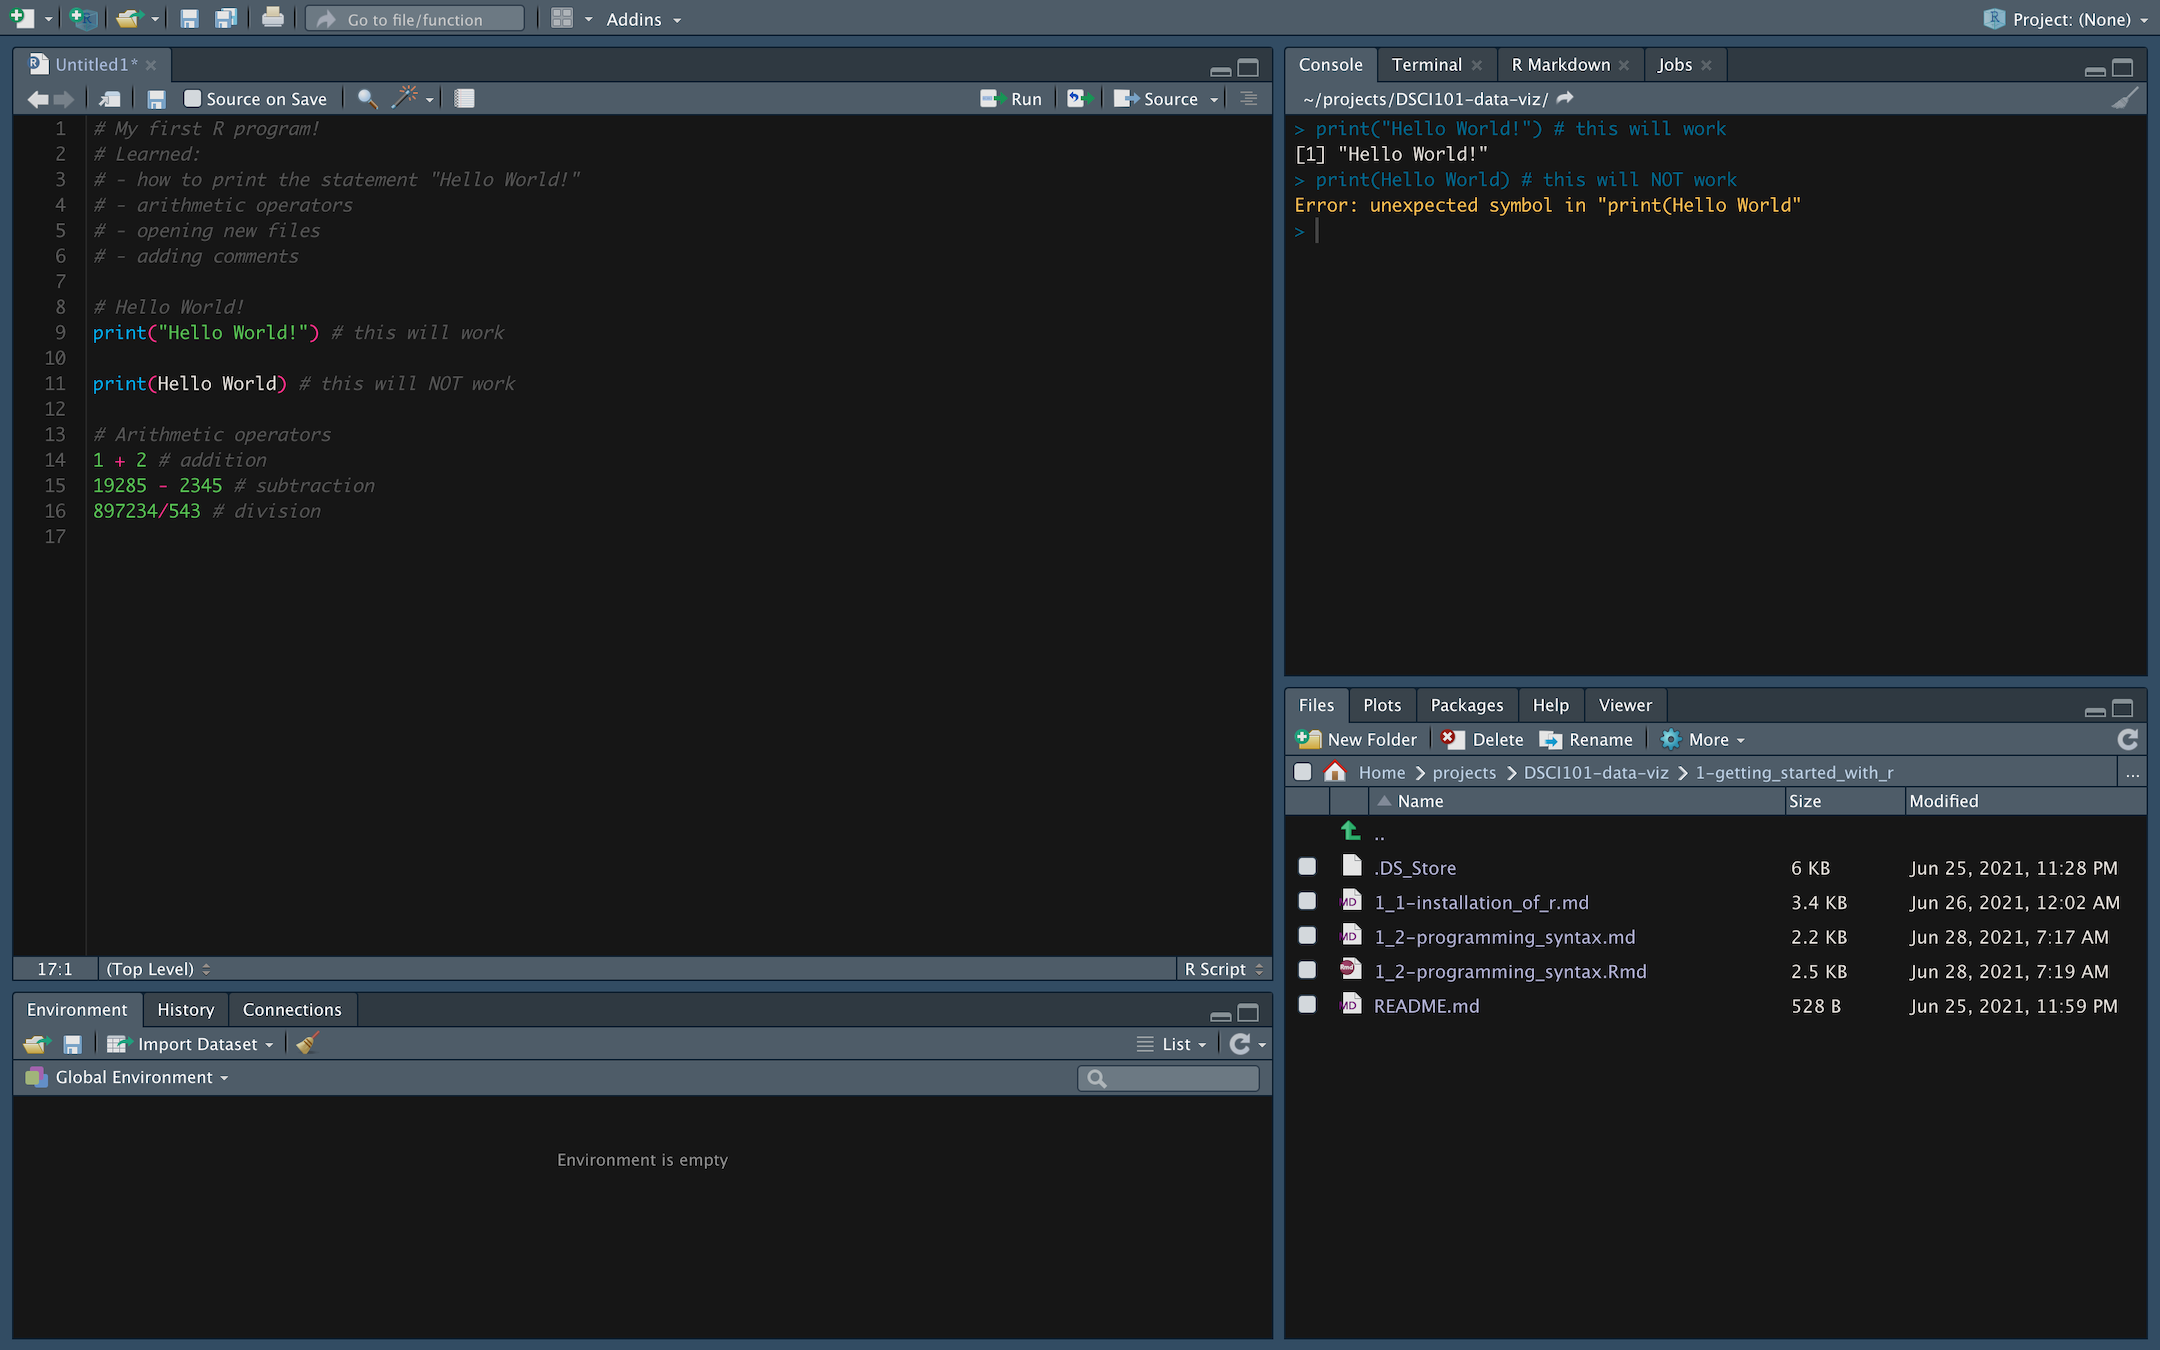 Go to file/function Addins Project: (None)
Untitled1*
Source on Save Run Source
1 # My first R program!
2 # Learned:
3 # - how to print the statement "Hello World!"
4 # - arithmetic operators
5 # - opening new files
6 # - adding comments
7
8 # Hello World!
9 print("Hello World!") # this will work
10
11 print(Hello World) # this will NOT work
12
13 # Arithmetic operators
14 1 + 2 # addition
15 19285 - 2345 # subtraction
16 897234/543 # division
17
17:1 (Top Level) R Script
Environment History Connections
Import Dataset List
Global Environment
Environment is empty
Console Terminal R Markdown Jobs
~/projects/DSCI101-data-viz/
> print("Hello World!") # this will work
[1] "Hello World!"
> print(Hello World) # this will NOT work
Error: unexpected symbol in "print(Hello World"
>
Files Plots Packages Help Viewer
New Folder Delete Rename More
Home projects DSCI101-data-viz 1-getting_started_with_r ...
Name Size Modified
..
.DS_Store 6 KB Jun 25, 2021, 11:28 PM
MD 1_1-installation_of_r.md 3.4 KB Jun 26, 2021, 12:02 AM
MD 1_2-programming_syntax.md 2.2 KB Jun 28, 2021, 7:17 AM
Rmd 1_2-programming_syntax.Rmd 2.5 KB Jun 28, 2021, 7:19 AM
MD README.md 528 B Jun 25, 2021, 11:59 PM